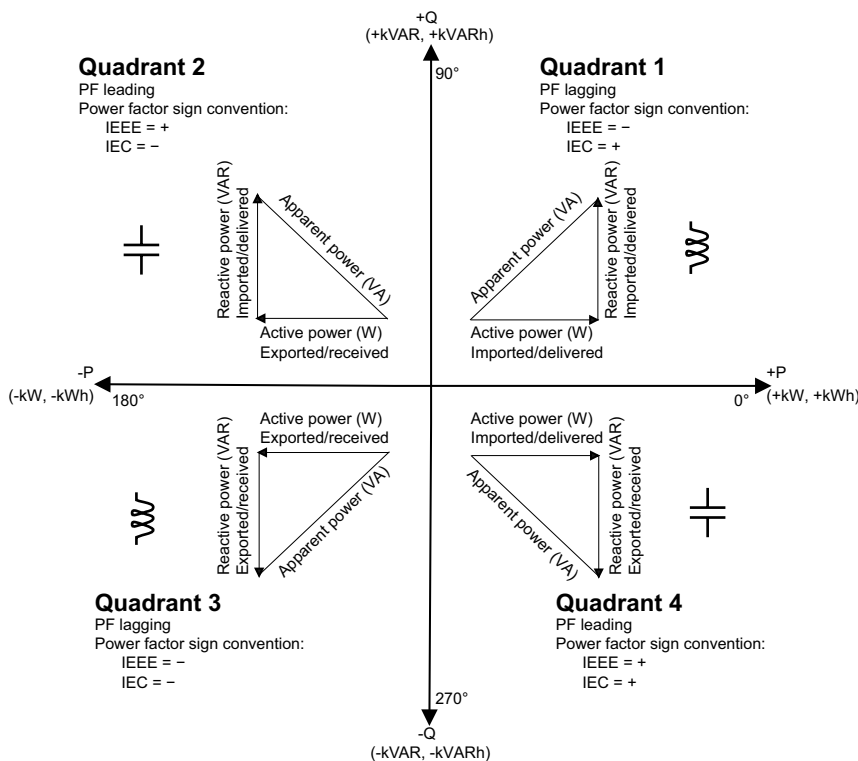 +Q
(+kVAR, +kVARh)
90°
Quadrant 2
PF leading
Power factor sign convention:
IEEE = +
IEC = −
Reactive power (VAR)
Imported/delivered
Apparent power (VA)
Active power (W)
Exported/received
Quadrant 1
PF lagging
Power factor sign convention:
IEEE = −
IEC = +
Apparent power (VA)
Reactive power (VAR)
Imported/delivered
Active power (W)
Imported/delivered
-P
(-kW, -kWh)
180°
0°
+P
(+kW, +kWh)
Active power (W)
Exported/received
Reactive power (VAR)
Exported/received
Apparent power (VA)
Quadrant 3
PF lagging
Power factor sign convention:
IEEE = −
IEC = −
Active power (W)
Imported/delivered
Apparent power (VA)
Reactive power (VAR)
Exported/received
Quadrant 4
PF leading
Power factor sign convention:
IEEE = +
IEC = +
270°
-Q
(-kVAR, -kVARh)